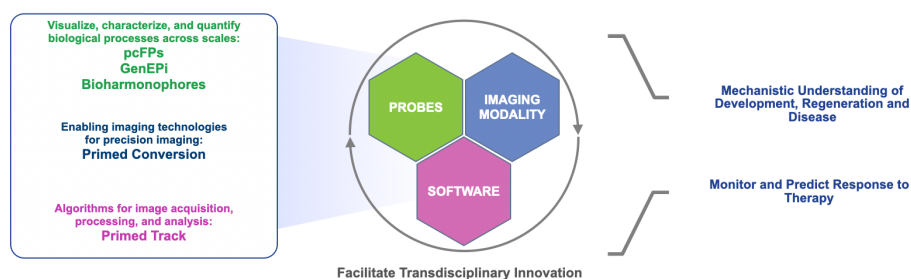 Visualize, characterize, and quantify
biological processes across scales:
pcFPs
GenEPi
Bioharmonophores
Enabling imaging technologies
for precision imaging:
Primed Conversion
Algorithms for image acquisition,
processing, and analysis:
Primed Track
PROBES
IMAGING
MODALITY
SOFTWARE
Facilitate Transdisciplinary Innovation
Mechanistic Understanding of
Development, Regeneration and
Disease
Monitor and Predict Response to
Therapy